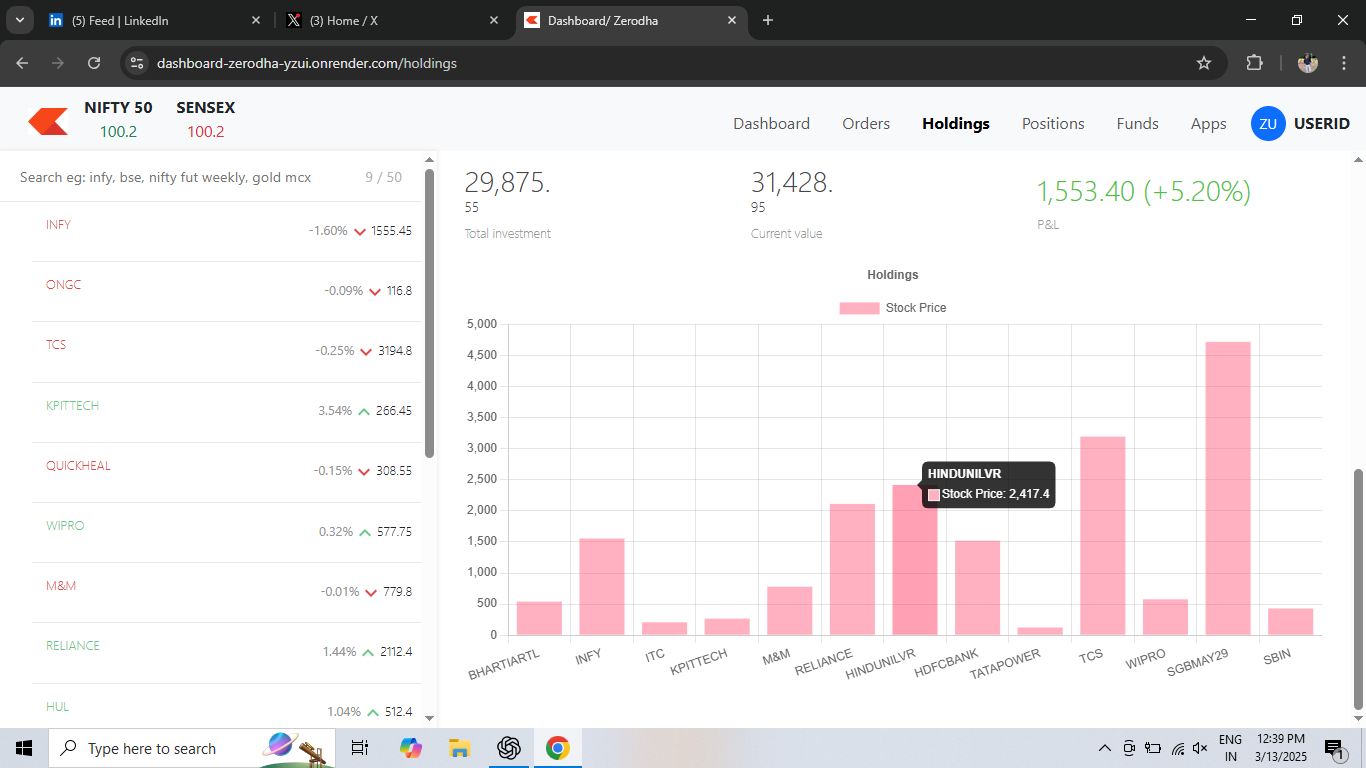 (5) Feed | LinkedIn
(3) Home / X
Dashboard/ Zerodha
dashboard-zerodha-yzui.onrender.com/holdings
NIFTY 50
100.2
SENSEX
100.2
Dashboard
Orders
Holdings
Positions
Funds
Apps
ZU
USERID
Search eg: infy, bse, nifty fut weekly, gold mcx
9 / 50
INFY -1.60% 1555.45
ONGC -0.09% 116.8
TCS -0.25% 3194.8
KPITTECH 3.54% 266.45
QUICKHEAL -0.15% 308.55
WIPRO 0.32% 577.75
M&M -0.01% 779.8
RELIANCE 1.44% 2112.4
HUL 1.04% 512.4
29,875.
55
Total investment
31,428.
95
Current value
1,553.40 (+5.20%)
P&L
Holdings
Stock Price
5,000
4,500
4,000
3,500
3,000
2,500
2,000
1,500
1,000
500
0
HINDUNILVR
Stock Price: 2,417.4
BHARTIARTL
INFY
ITC
KPITTECH
M&M
RELIANCE
HINDUNILVR
HDFCBANK
TATAPOWER
TCS
WIPRO
SGBMAY29
SBIN
Type here to search
ENG
IN
12:39 PM
3/13/2025
1